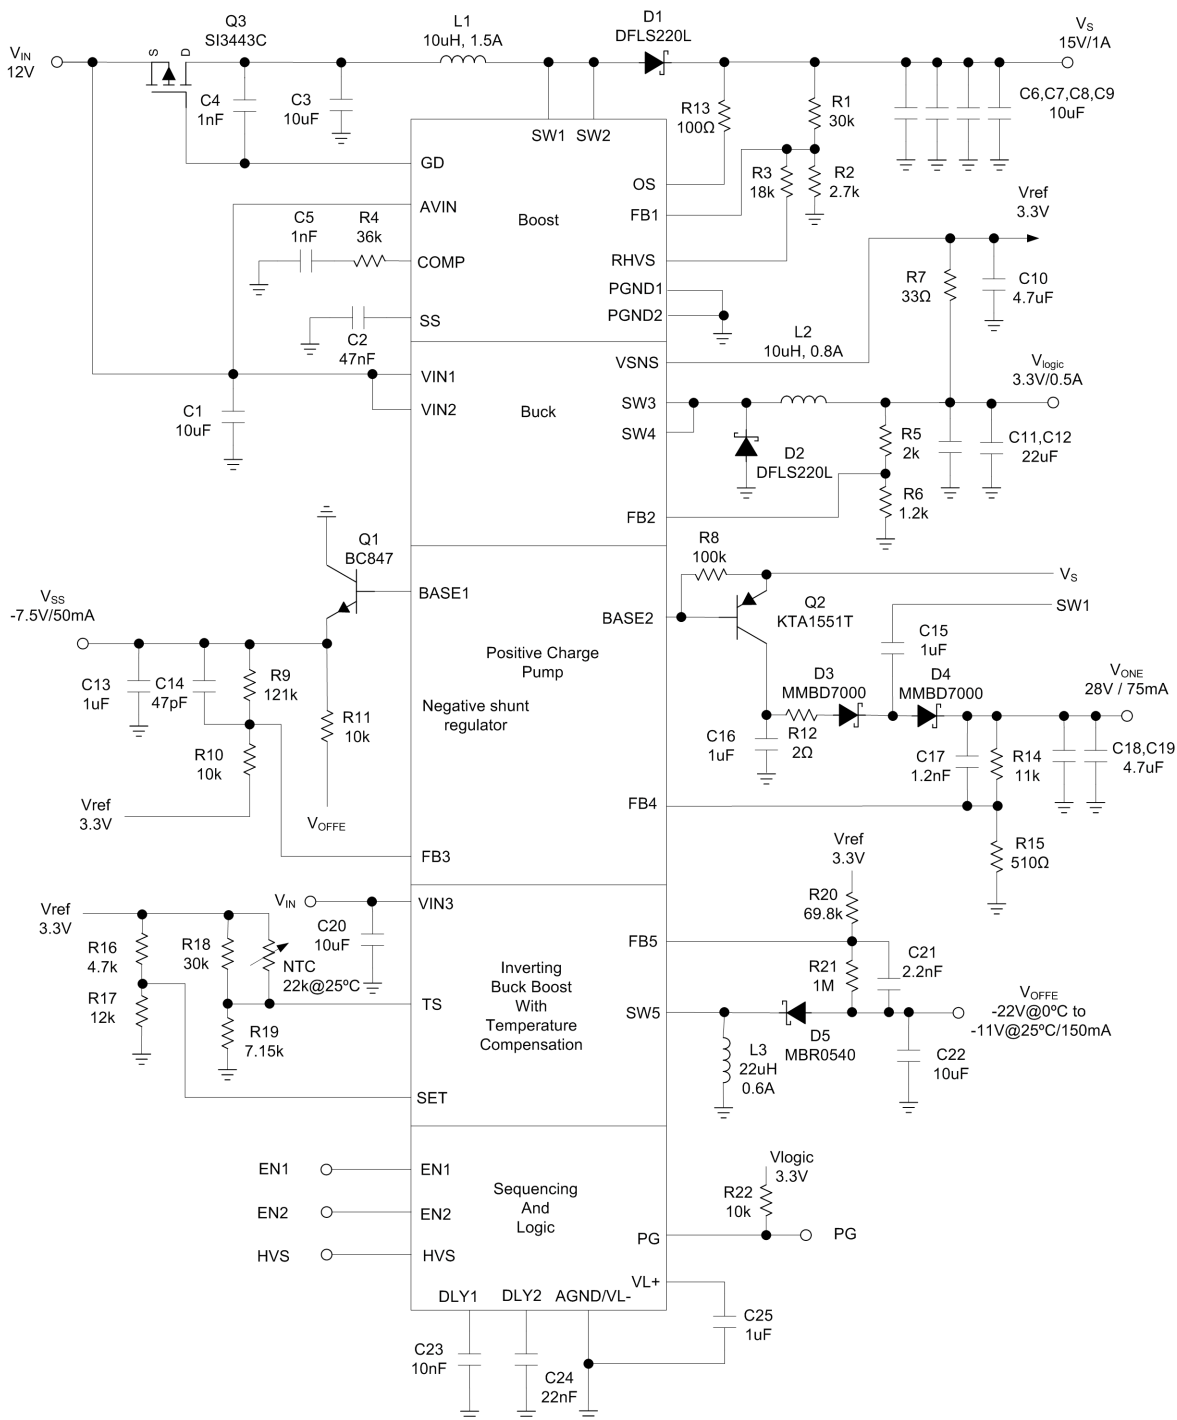 Q3
SI3443C
S
D
L1
10uH, 1.5A
D1
DFLS220L
VS
15V/1A
VIN
12V
C4
1nF
C3
10uF
R13
100Ω
R1
30k
C6,C7,C8,C9
10uF
SW1
SW2
GD
OS
R3
18k
R2
2.7k
AVIN
Boost
FB1
Vref
3.3V
C5
1nF
R4
36k
COMP
RHVS
R7
33Ω
C10
4.7uF
PGND1
PGND2
SS
C2
47nF
L2
10uH, 0.8A
VSNS
Vlogic
3.3V/0.5A
VIN1
VIN2
Buck
SW3
SW4
C1
10uF
D2
DFLS220L
R5
2k
C11,C12
22uF
FB2
R6
1.2k
Q1
BC847
R8
100k
VS
BASE1
VSS
-7.5V/50mA
BASE2
Q2
KTA1551T
SW1
C15
1uF
Positive Charge
Pump
Negative shunt
regulator
C13
1uF
C14
47pF
R9
121k
R11
10k
D3
MMBD7000
D4
MMBD7000
VONE
28V / 75mA
C16
1uF
R12
2Ω
C17
1.2nF
R14
11k
C18,C19
4.7uF
R10
10k
Vref
3.3V
VOFFE
FB4
FB3
R15
510Ω
Vref
3.3V
VIN
VIN3
R20
69.8k
Vref
3.3V
C20
10uF
FB5
R16
4.7k
R18
30k
NTC
22k@25ºC
Inverting
Buck Boost
With
Temperature
Compensation
R21
1M
C21
2.2nF
R17
12k
TS
SW5
VOFFE
-22V@0ºC to
-11V@25ºC/150mA
R19
7.15k
D5
MBR0540
L3
22uH
0.6A
C22
10uF
SET
EN1
EN1
Vlogic
3.3V
Sequencing
And
Logic
R22
10k
EN2
EN2
PG
PG
HVS
HVS
VL+
DLY1
DLY2
AGND/VL-
C25
1uF
C23
10nF
C24
22nF